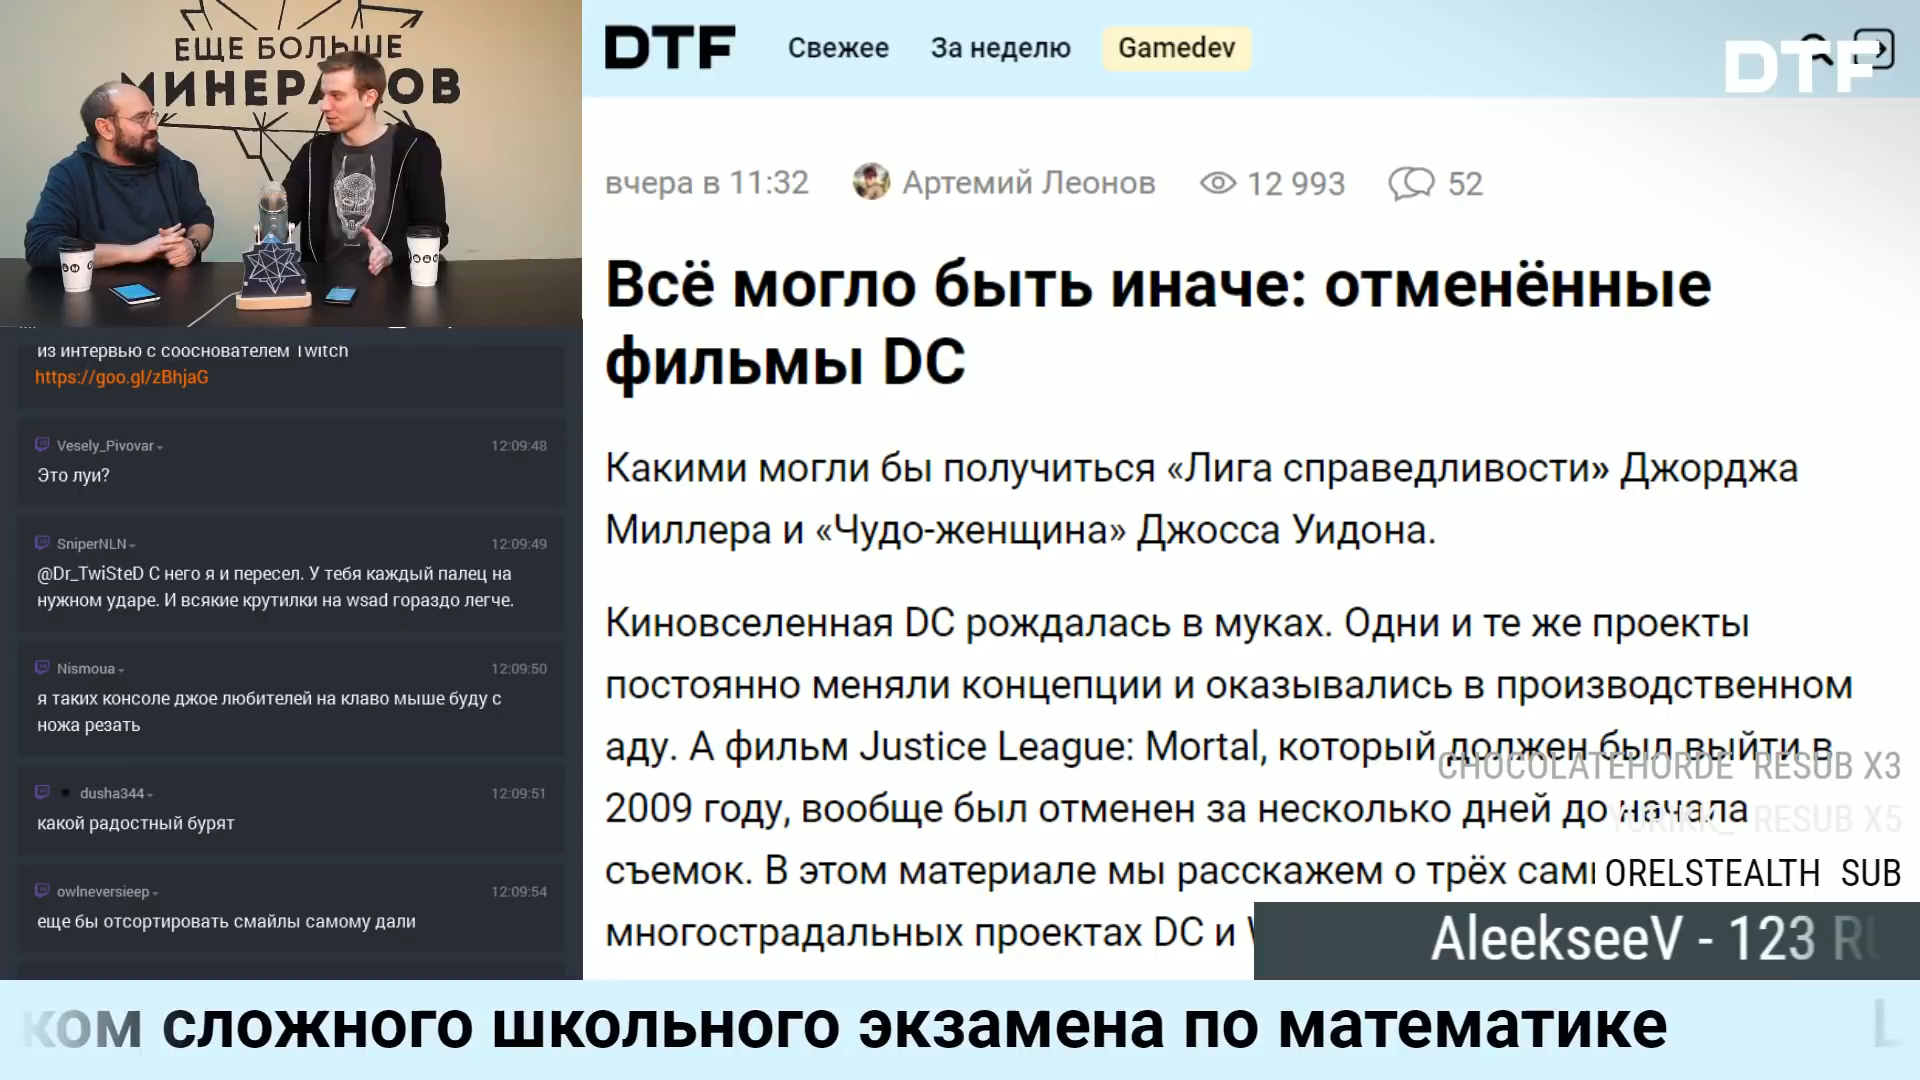 ЕЩЕ БОЛЬШЕ
МИНЕРАЛОВ
из интервью с сооснователем Twitch
https://goo.gl/zBhjaG
Vesely_Pivovar 12:09:48
Это луи?
SniperNLN 12:09:49
@Dr_TwiSteD С него я и пересел. У тебя каждый палец на
нужном ударе. И всякие крутилки на wsad гораздо легче.
Nismoua 12:09:50
я таких консоле джое любителей на клаво мыше буду с
ножа резать
dusha344 12:09:51
какой радостный бурят
owlneversieep 12:09:54
еще бы отсортировать смайлы самому дали
DTF Свежее За неделю Gamedev
DTF
вчера в 11:32 Артемий Леонов 12 993 52
Всё могло быть иначе: отменённые
фильмы DC
Какими могли бы получиться «Лига справедливости» Джорджа
Миллера и «Чудо-женщина» Джосса Уидона.
Киновселенная DC рождалась в муках. Одни и те же проекты
постоянно меняли концепции и оказывались в производственном
аду. А фильм Justice League: Mortal, который должен был выйти в
2009 году, вообще был отменен за несколько дней до начала
съемок. В этом материале мы расскажем о трёх сам
многострадальных проектах DC и
CHOCOLATEHORDE RESUB X3
YURIKK_ RESUB X5
ORELSTEALTH SUB
AleekseeV - 123 RU
ком сложного школьного экзамена по математике